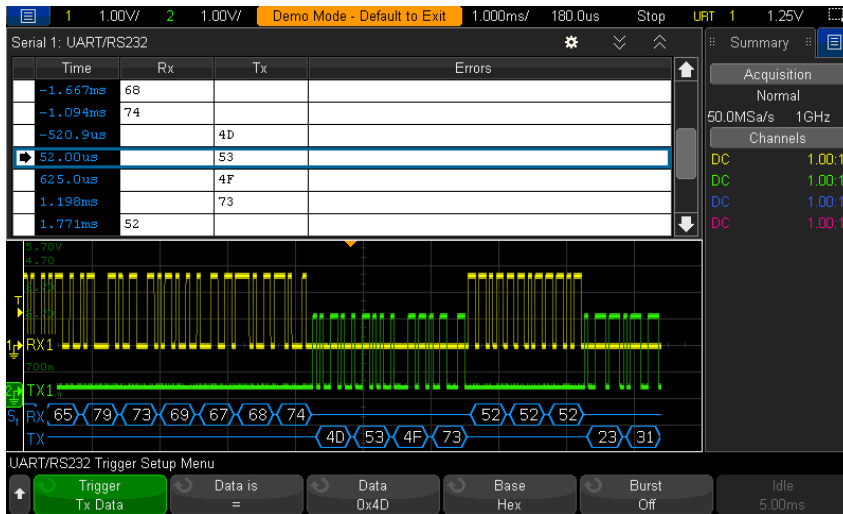 1 1.00V/ 2 1.00V/ Demo Mode - Default to Exit 1.000ms/ 180.0us Stop URT 1 1.25V
Serial 1: UART/RS232
Summary
Time Rx Tx Errors
-1.667ms 68
-1.094ms 74
-520.9us 4D
52.00us 53
625.0us 4F
1.198ms 73
1.771ms 52
Acquisition
Normal
50.0MSa/s 1GHz
Channels
DC 1.00:1
DC 1.00:1
DC 1.00:1
DC 1.00:1
5.70V
4.70
T
1 RX1
700m
2 TX1
S1 RX 65 79 73 69 67 68 74 52 52 52
TX 4D 53 4F 73 23 31
UART/RS232 Trigger Setup Menu
Trigger Data is Data Base Burst Idle
Tx Data = 0x4D Hex Off 5.00ms